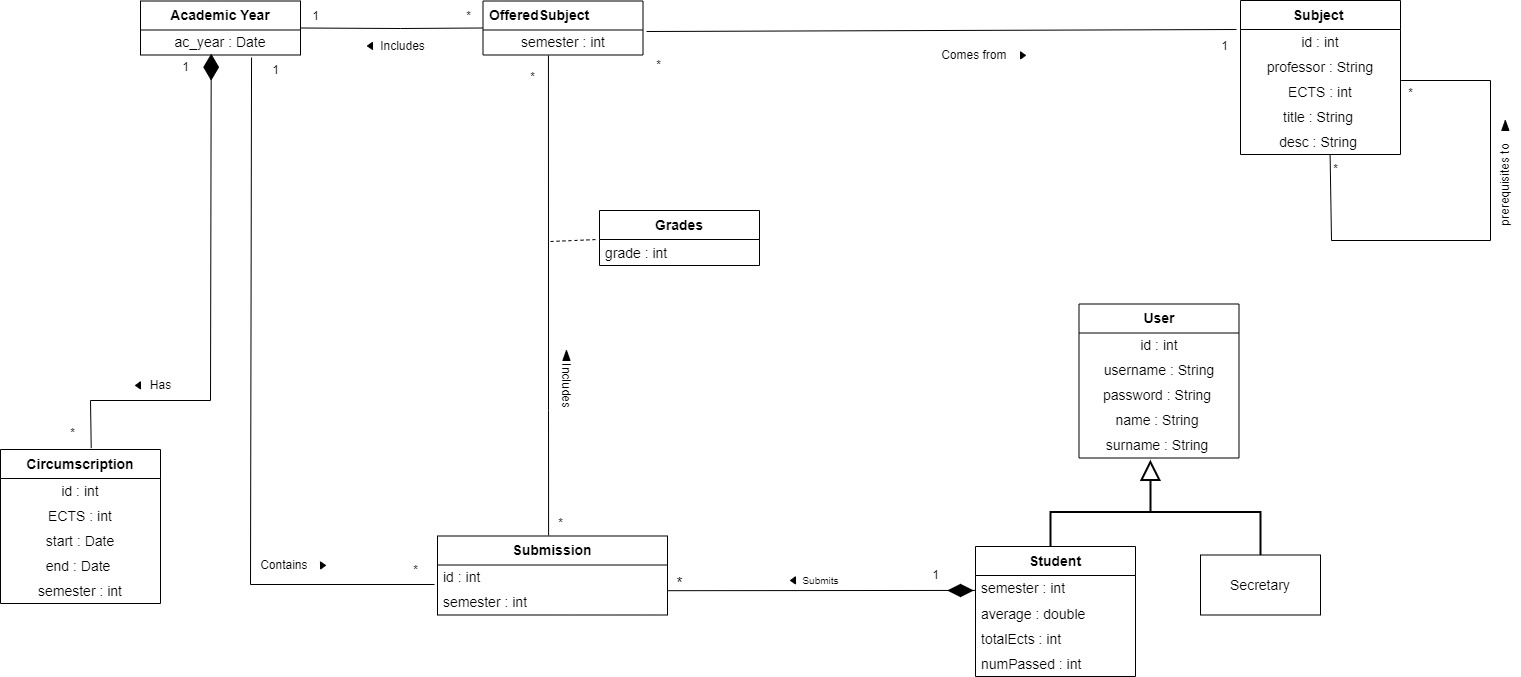 Academic Year
ac_year : Date
1
*
Includes
OfferedSubject
semester : int
*
*
Comes from
1
Subject
id : int
professor : String
ECTS : int
title : String
desc : String
*
*
prerequisites to
1
1
Grades
grade : int
Includes
*
Has
*
Circumscription
id : int
ECTS : int
start : Date
end : Date
semester : int
Contains
*
Submission
id : int
semester : int
*
Submits
1
User
id : int
username : String
password : String
name : String
surname : String
Student
semester : int
average : double
totalEcts : int
numPassed : int
Secretary